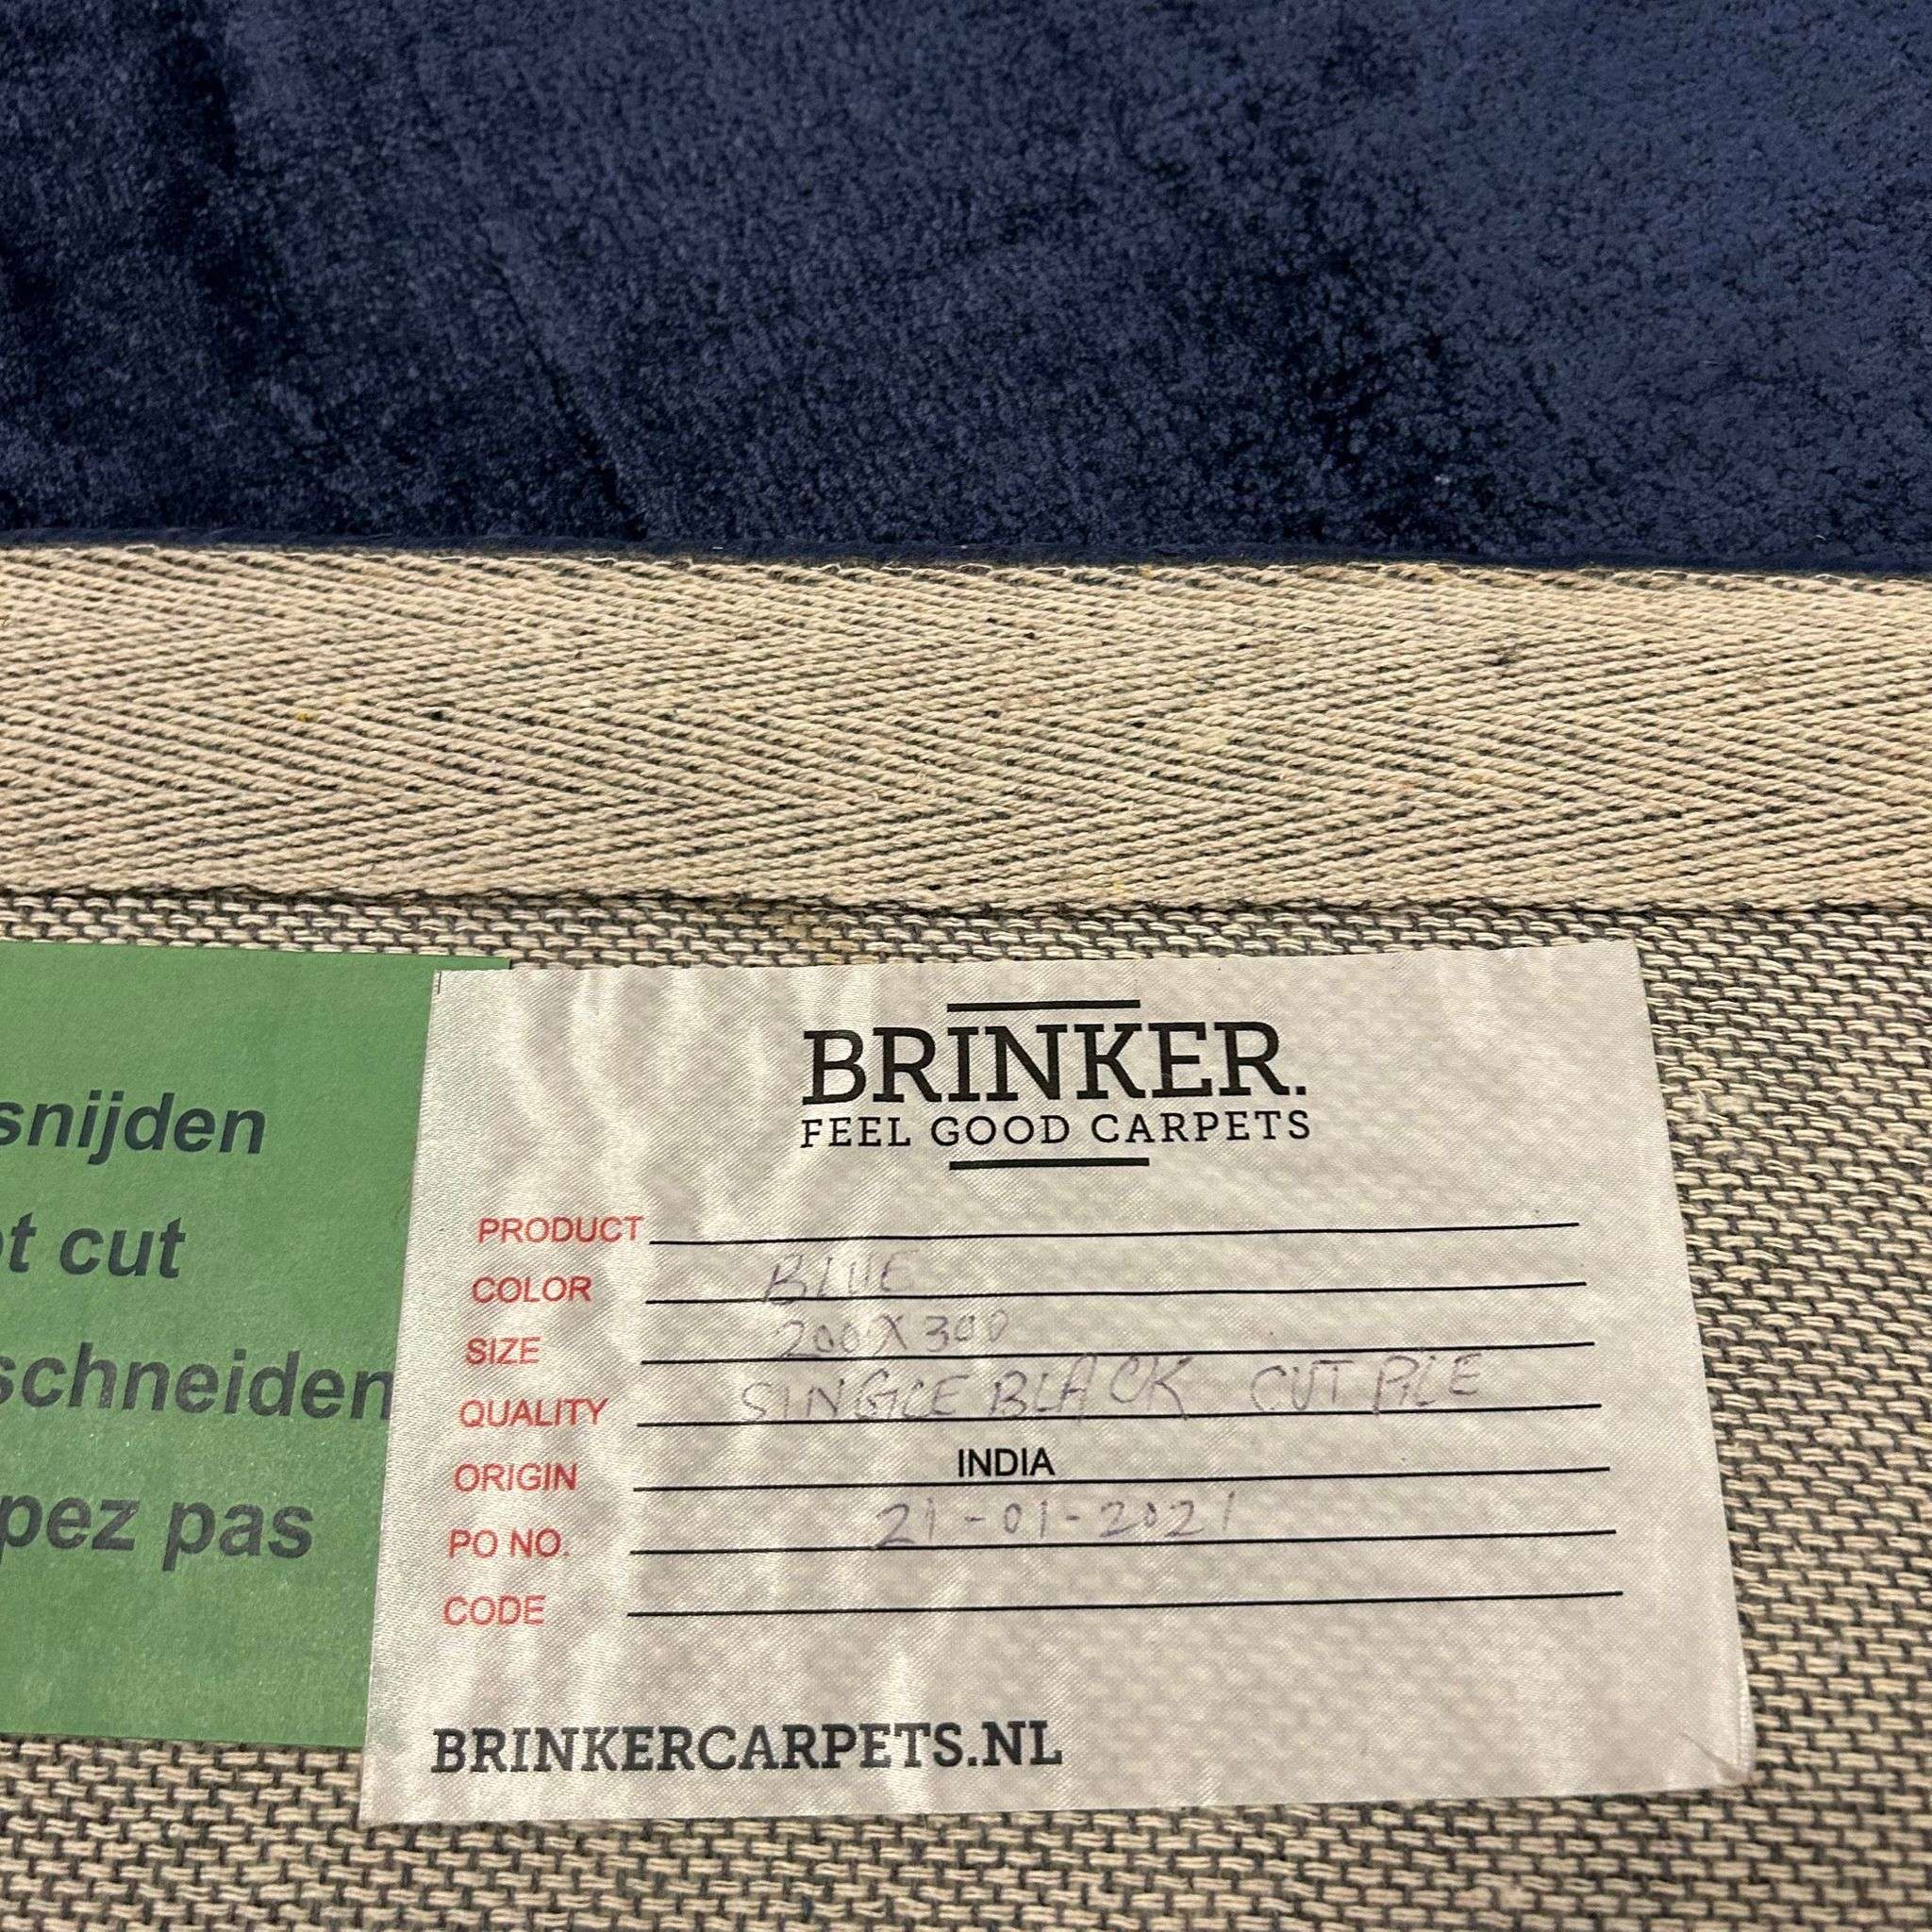 snijden
t cut
schneiden
pez pas
BRINKER.
FEEL GOOD CARPETS
PRODUCT
COLOR BLUE
SIZE 200X300
QUALITY SINGLE BLACK CUT PILE
ORIGIN INDIA
PO NO. 21-01-2021
CODE
BRINKERCARPETS.NL